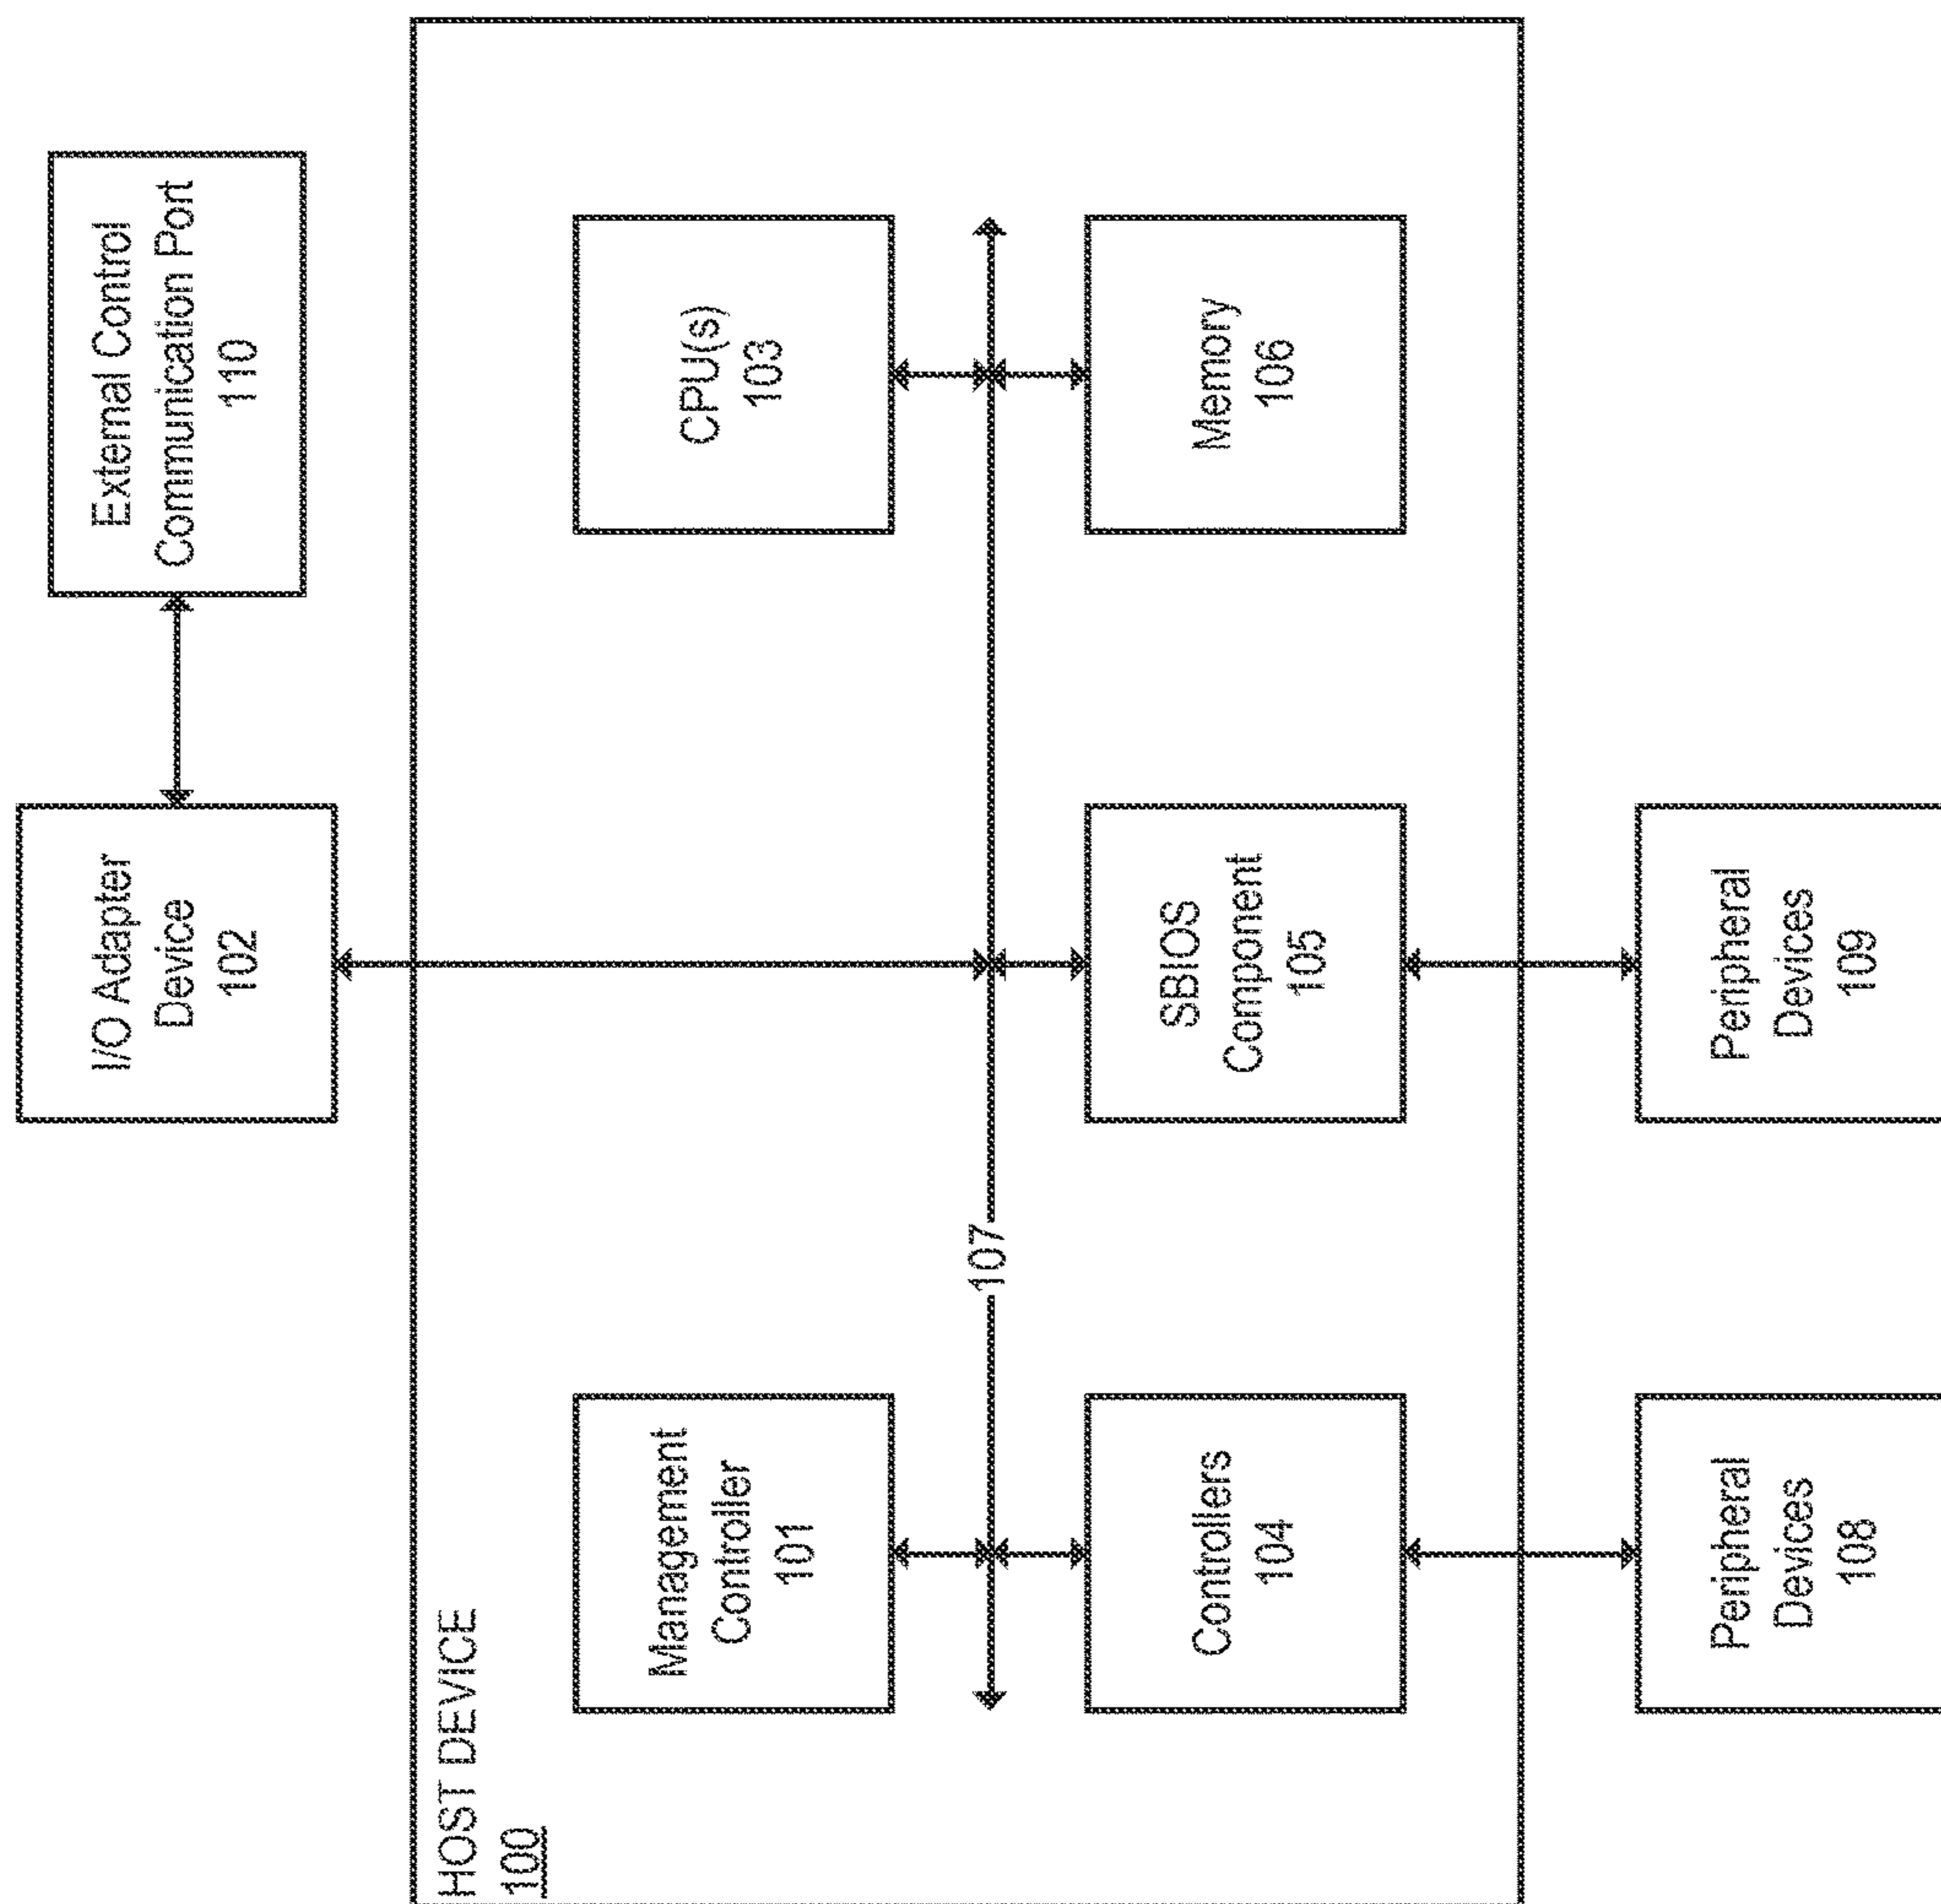 I/O Adapter
Device
102
External Control
Communication Port
110
HOST DEVICE
100
Management
Controller
101
CPU(s)
103
107
Controllers
104
SBIOS
Component
105
Memory
106
Peripheral
Devices
108
Peripheral
Devices
109